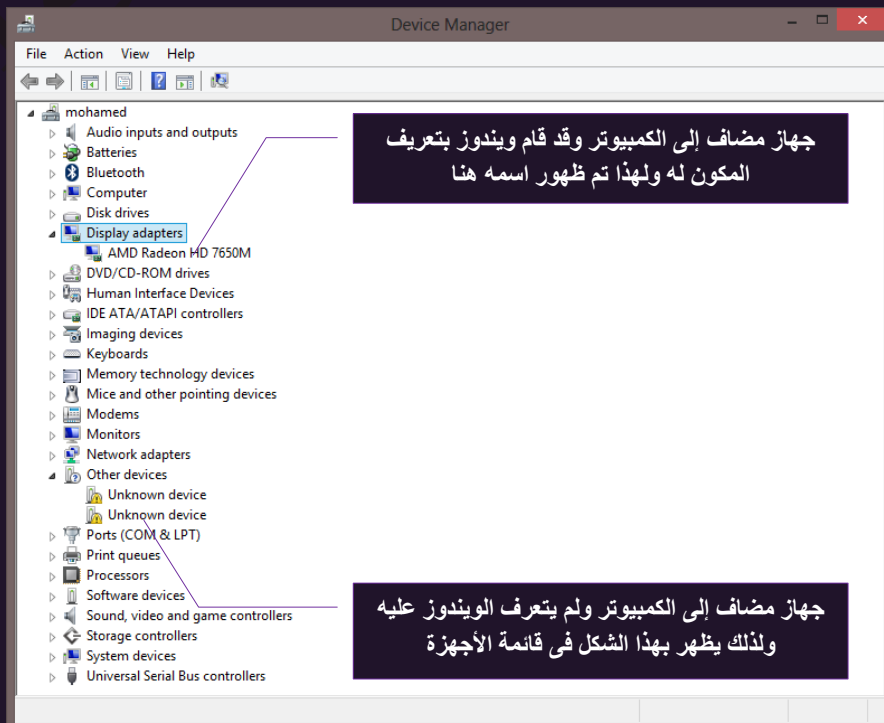 Device Manager
File Action View Help
mohamed
Audio inputs and outputs
Batteries
Bluetooth
Computer
Disk drives
Display adapters
AMD Radeon HD 7650M
DVD/CD-ROM drives
Human Interface Devices
IDE ATA/ATAPI controllers
Imaging devices
Keyboards
Memory technology devices
Mice and other pointing devices
Modems
Monitors
Network adapters
Other devices
Unknown device
Unknown device
Ports (COM & LPT)
Print queues
Processors
Software devices
Sound, video and game controllers
Storage controllers
System devices
Universal Serial Bus controllers
جهاز مضاف إلى الكمبيوتر وقد قام ويندوز بتعريف
المكون له ولهذا تم ظهور اسمه هنا
جهاز مضاف إلى الكمبيوتر ولم يتعرف الويندوز عليه
ولذلك يظهر بهذا الشكل فى قائمة الأجهزة